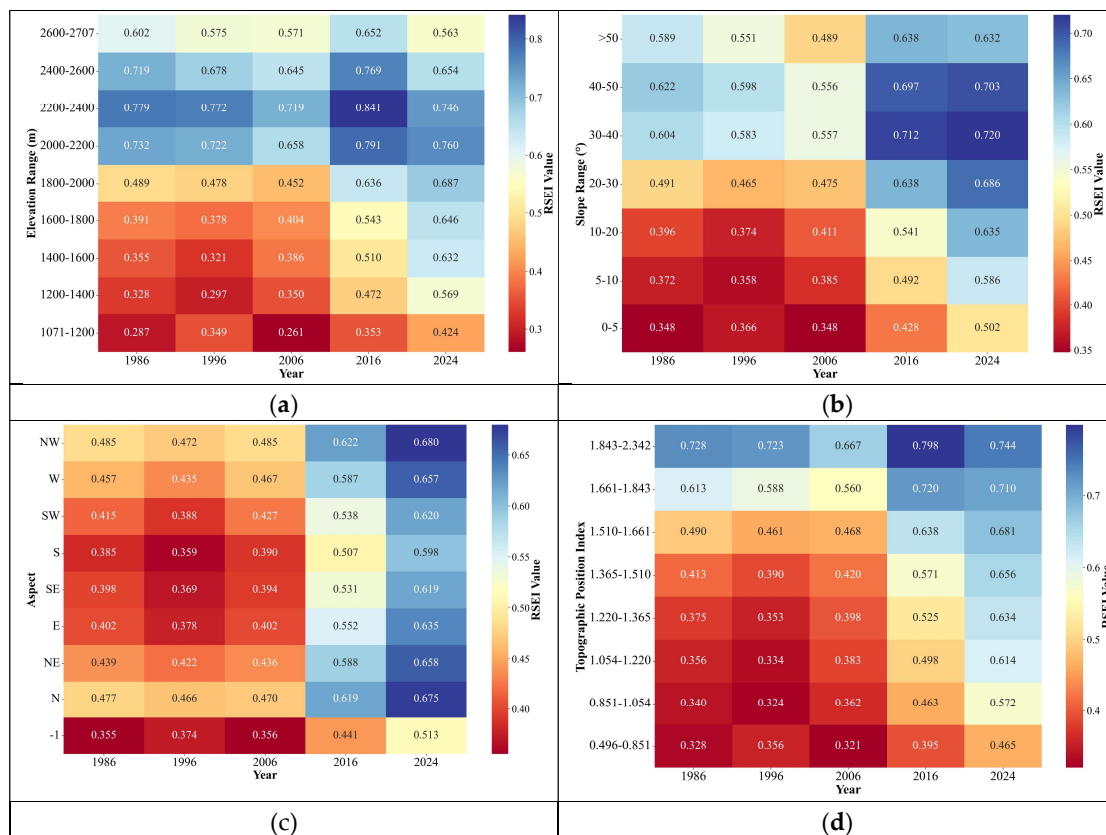 2600-2707 0.602 0.575 0.571 0.652 0.563
2400-2600 0.719 0.678 0.645 0.769 0.654
2200-2400 0.779 0.772 0.719 0.841 0.746
2000-2200 0.732 0.722 0.658 0.791 0.760
1800-2000 0.489 0.478 0.452 0.636 0.687
1600-1800 0.391 0.378 0.404 0.543 0.646
1400-1600 0.355 0.321 0.386 0.510 0.632
1200-1400 0.328 0.297 0.350 0.472 0.569
1071-1200 0.287 0.349 0.261 0.353 0.424
1986 1996 2006 2016 2024
Year
Elevation Range (m)
0.8
0.7
0.6
0.5
0.4
0.3
RSEI Value
(a)
>50 0.589 0.551 0.489 0.638 0.632
40-50 0.622 0.598 0.556 0.697 0.703
30-40 0.604 0.583 0.557 0.712 0.720
20-30 0.491 0.465 0.475 0.638 0.686
10-20 0.396 0.374 0.411 0.541 0.635
5-10 0.372 0.358 0.385 0.492 0.586
0-5 0.348 0.366 0.348 0.428 0.502
1986 1996 2006 2016 2024
Year
Slope Range (°)
0.70
0.65
0.60
0.55
0.50
0.45
0.40
0.35
RSEI Value
(b)
NW 0.485 0.472 0.485 0.622 0.680
W 0.457 0.435 0.467 0.587 0.657
SW 0.415 0.388 0.427 0.538 0.620
S 0.385 0.359 0.390 0.507 0.598
SE 0.398 0.369 0.394 0.531 0.619
E 0.402 0.378 0.402 0.552 0.635
NE 0.439 0.422 0.436 0.588 0.658
N 0.477 0.466 0.470 0.619 0.675
-1 0.355 0.374 0.356 0.441 0.513
1986 1996 2006 2016 2024
Year
Aspect
0.65
0.60
0.55
0.50
0.45
0.40
RSEI Value
(c)
1.843-2.342 0.728 0.723 0.667 0.798 0.744
1.661-1.843 0.613 0.588 0.560 0.720 0.710
1.510-1.661 0.490 0.461 0.468 0.638 0.681
1.365-1.510 0.413 0.390 0.420 0.571 0.656
1.220-1.365 0.375 0.353 0.398 0.525 0.634
1.054-1.220 0.356 0.334 0.383 0.498 0.614
0.851-1.054 0.340 0.324 0.362 0.463 0.572
0.496-0.851 0.328 0.356 0.321 0.395 0.465
1986 1996 2006 2016 2024
Year
Topographic Position Index
0.7
0.6
0.5
0.4
RSEI Value
(d)